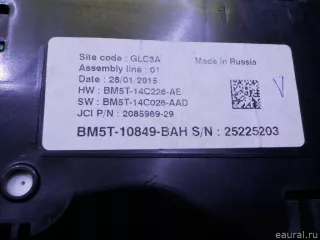 Site code : GLC3A
Made in Russia
Assembly line : 01
Date : 28/01/2015
HW : BM5T-14C226-AE
SW : BM5T-14C026-AAD
JCI P/N : 2085969-29
BM5T-10849-BAH S/N : 25225203
eaural.ru